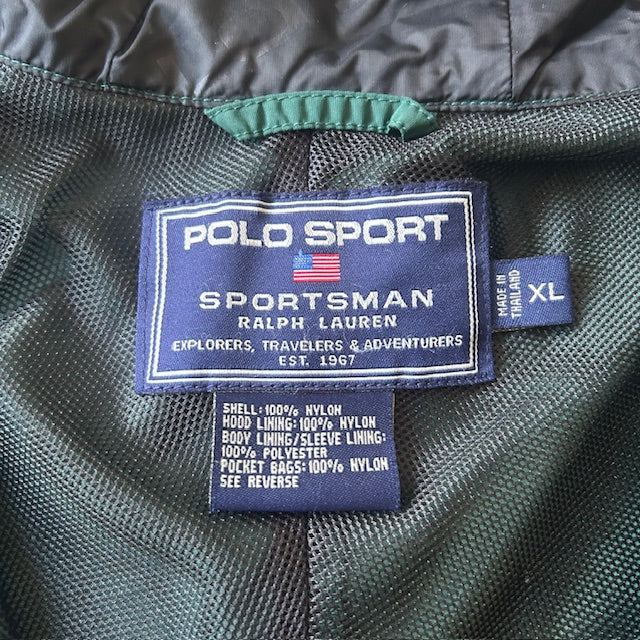 POLO SPORT
SPORTSMAN
RALPH LAUREN
EXPLORERS, TRAVELERS & ADVENTURERS
EST. 1967
MADE IN
THAILAND
XL
SHELL: 100% NYLON
HOOD LINING: 100% NYLON
BODY LINING/SLEEVE LINING:
100% POLYESTER
POCKET BAGS: 100% NYLON
SEE REVERSE